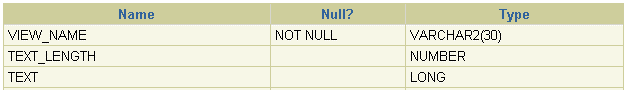 Name Null? Type
VIEW_NAME NOT NULL VARCHAR2(30)
TEXT_LENGTH NUMBER
TEXT LONG